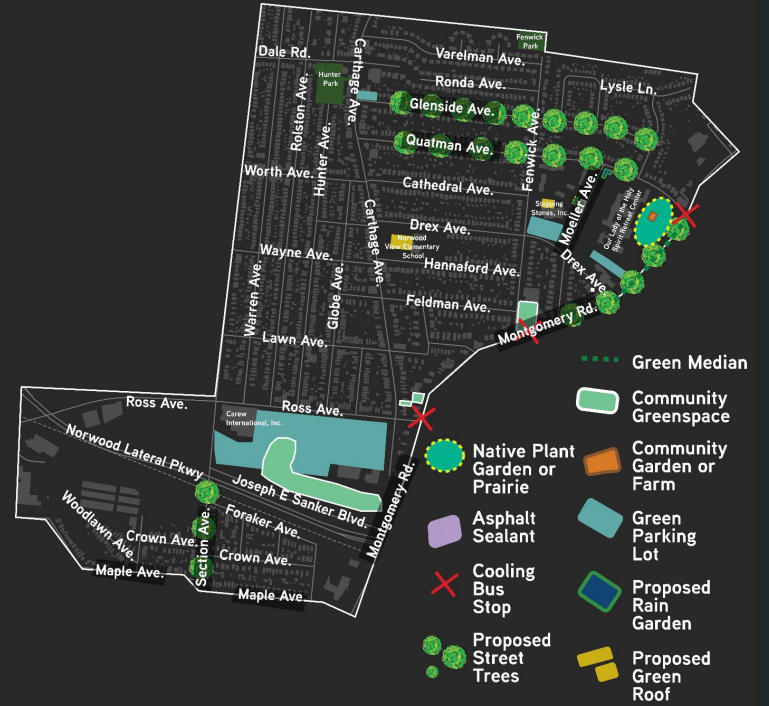 Fenwick
Park
Varelman Ave.
Dale Rd.
Carthage Ave.
Hunter
Park
Ronda Ave.
Lysle Ln.
Rolston Ave.
Hunter Ave.
Glenside Ave.
Fenwick Ave.
Quatman Ave.
Worth Ave.
Cathedral Ave.
Moeller Ave.
Stepping
Stones, Inc.
Our Lady of the Holy
Spirit Retreat Center
Carthage Ave.
Drex Ave.
Norwood
View Elementary
School
Wayne Ave.
Hannaford Ave.
Drex Ave.
Warren Ave.
Globe Ave.
Feldman Ave.
Montgomery Rd.
Lawn Ave.
Ross Ave.
Ross Ave.
Carew
International, Inc.
Norwood Lateral Pkwy
Joseph E Sanker Blvd.
Montgomery Rd.
Woodlawn Ave.
Section Ave.
Foraker Ave.
Crown Ave.
Crown Ave.
Maple Ave.
Maple Ave.
Green Median
Community
Greenspace
Native Plant
Garden or
Prairie
Community
Garden or
Farm
Asphalt
Sealant
Green
Parking
Lot
Cooling
Bus
Stop
Proposed
Rain
Garden
Proposed
Street
Trees
Proposed
Green
Roof